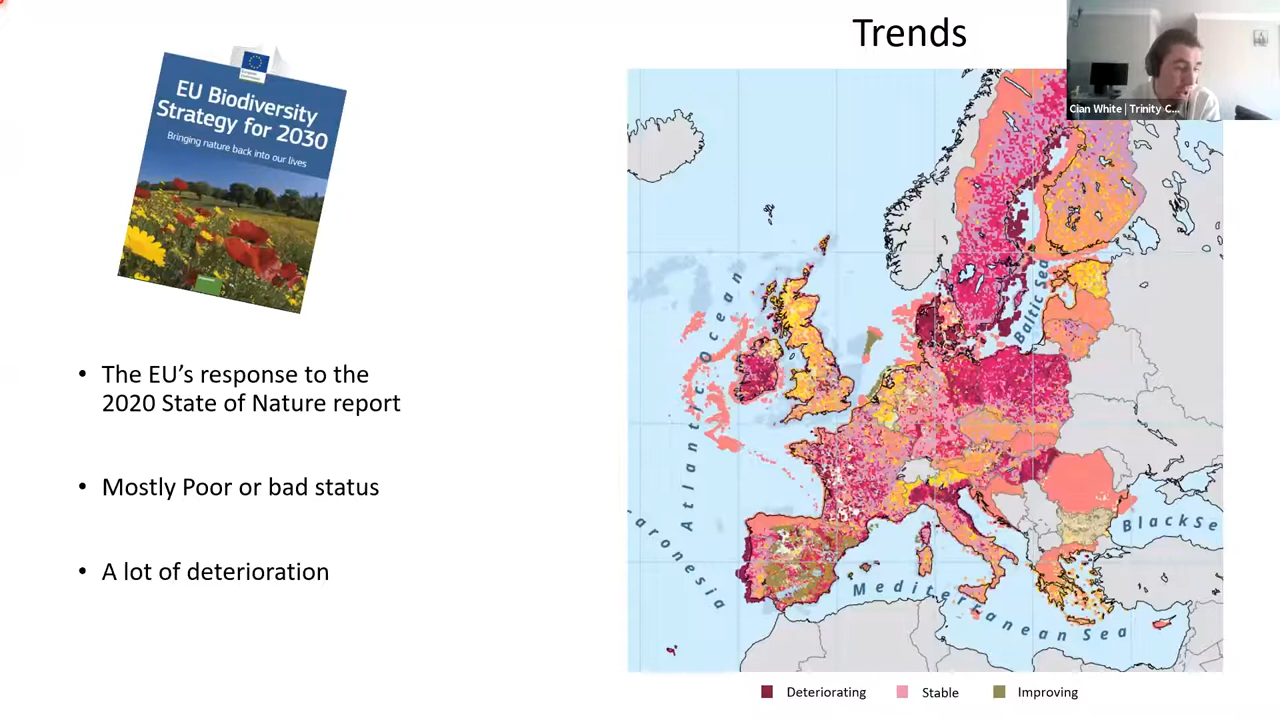 Trends
Cian White | Trinity C...
EU Biodiversity
Strategy for 2030
Bringing nature back into our lives
• The EU’s response to the
2020 State of Nature report
• Mostly Poor or bad status
• A lot of deterioration
Atlantic Ocean
Baltic Sea
BlackSe
aronesia
Mediterranean Sea
Deteriorating
Stable
Improving